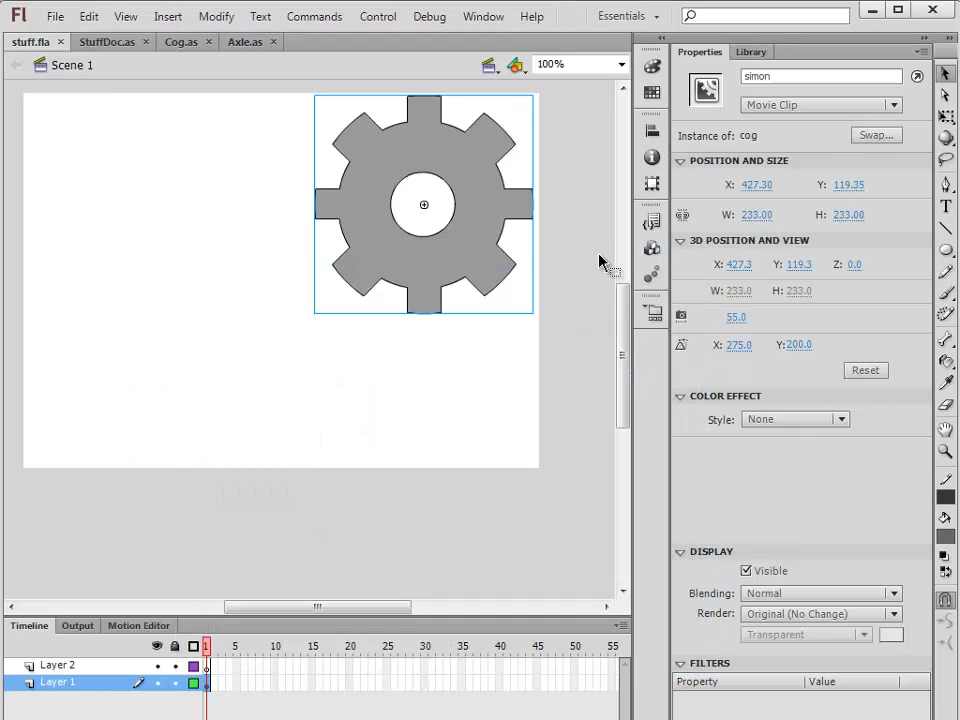 Fl File Edit View Insert Modify Text Commands Control Debug Window Help Essentials
stuff.fla × StuffDoc.as × Cog.as × Axle.as ×
Properties Library
Scene 1 100%
simon
Movie Clip
Instance of: cog Swap...
POSITION AND SIZE
X: 427.30 Y: 119.35
W: 233.00 H: 233.00
3D POSITION AND VIEW
X: 427.3 Y: 119.3 Z: 0.0
W: 233.0 H: 233.0
55.0
X: 275.0 Y: 200.0
Reset
COLOR EFFECT
Style: None
DISPLAY
Visible
Blending: Normal
Render: Original (No Change)
Transparent
FILTERS
Property Value
Timeline Output Motion Editor
1 5 10 15 20 25 30 35 40 45 50 55
Layer 2
Layer 1